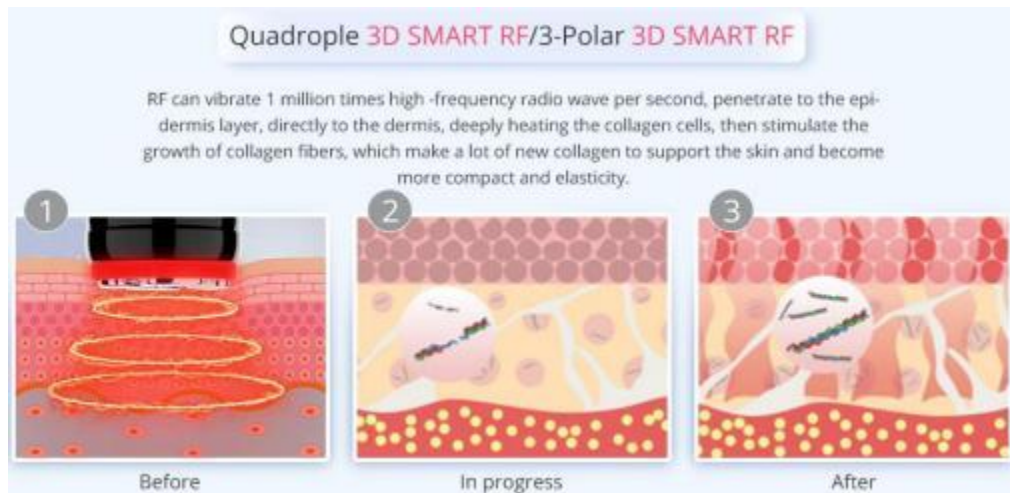 Quadrople 3D SMART RF/3-Polar 3D SMART RF
RF can vibrate 1 million times high -frequency radio wave per second, penetrate to the epi-
dermis layer, directly to the dermis, deeply heating the collagen cells, then stimulate the
growth of collagen fibers, which make a lot of new collagen to support the skin and become
more compact and elasticity.
1
2
3
Before
In progress
After